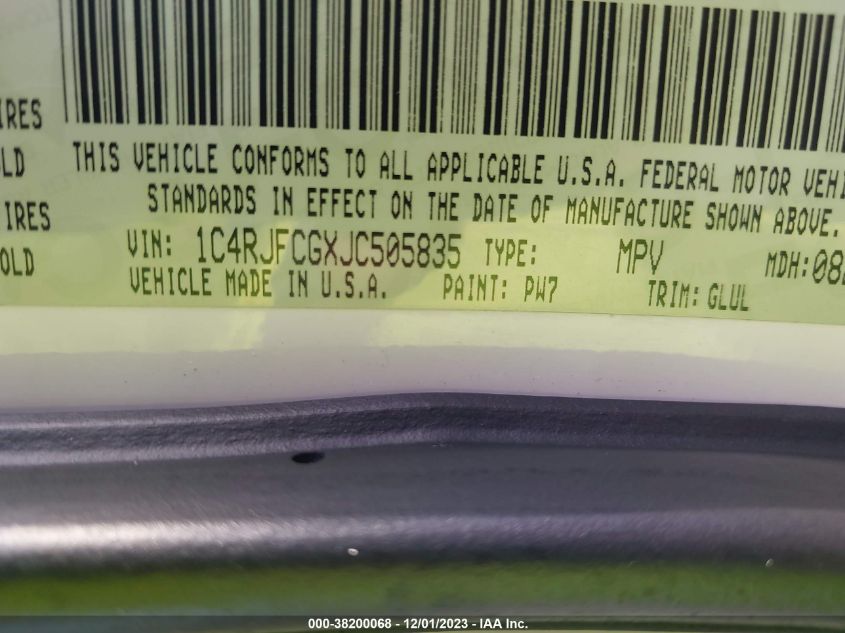 IRES
OLD
THIS VEHICLE CONFORMS TO ALL APPLICABLE U.S.A. FEDERAL MOTOR VEHI
IRES
STANDARDS IN EFFECT ON THE DATE OF MANUFACTURE SHOWN ABOVE.
OLD
VIN: 1C4RJFCGXJC505835 TYPE: MPV MDH:08
VEHICLE MADE IN U.S.A. PAINT: PW7 TRIM: GLUL
000-38200068 - 12/01/2023 - IAA Inc.